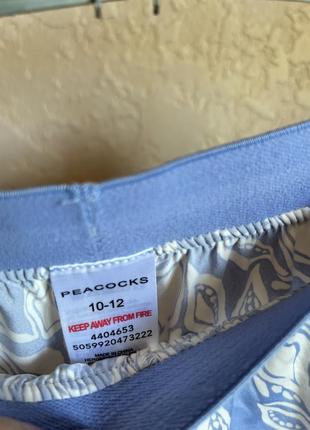 PEACOCKS
10-12
KEEP AWAY FROM FIRE
4404653
5059920473222
MADE IN CHINA